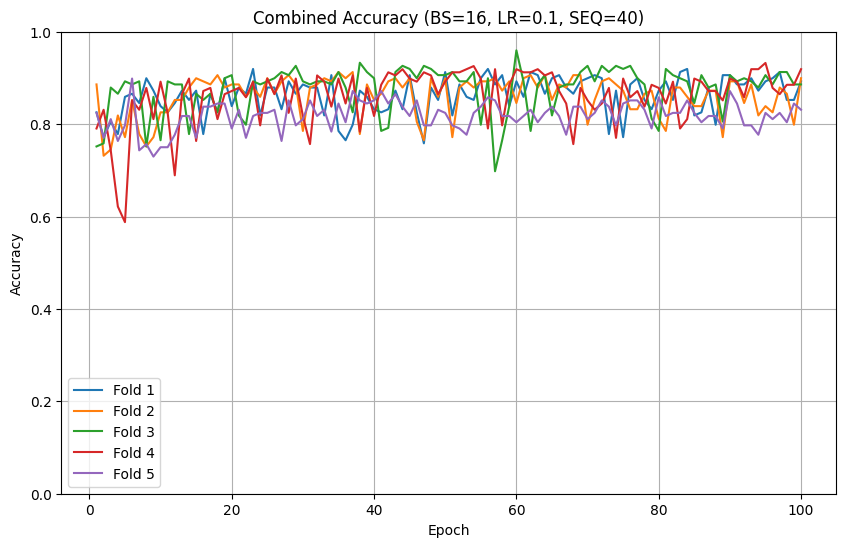 Combined Accuracy (BS=16, LR=0.1, SEQ=40)
1.0
0.8
0.6
0.4
0.2
0.0
Accuracy
Fold 1
Fold 2
Fold 3
Fold 4
Fold 5
0 20 40 60 80 100
Epoch